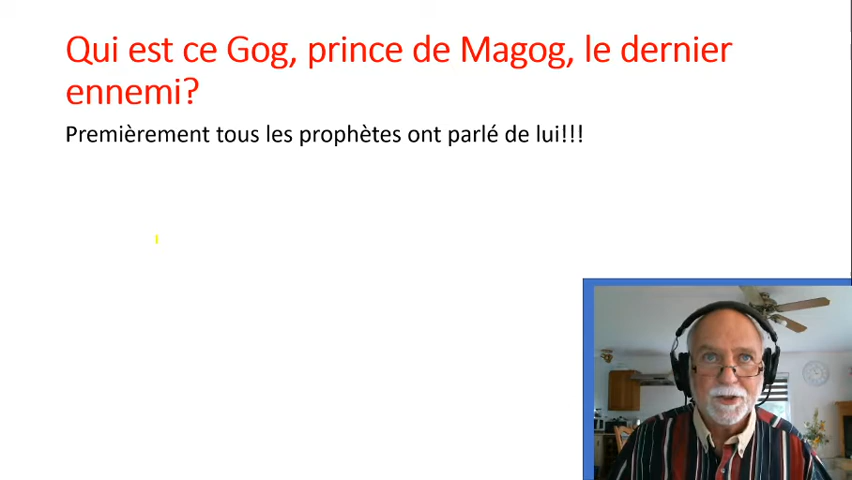 Qui est ce Gog, prince de Magog, le dernier
ennemi?
Premièrement tous les prophètes ont parlé de lui!!!